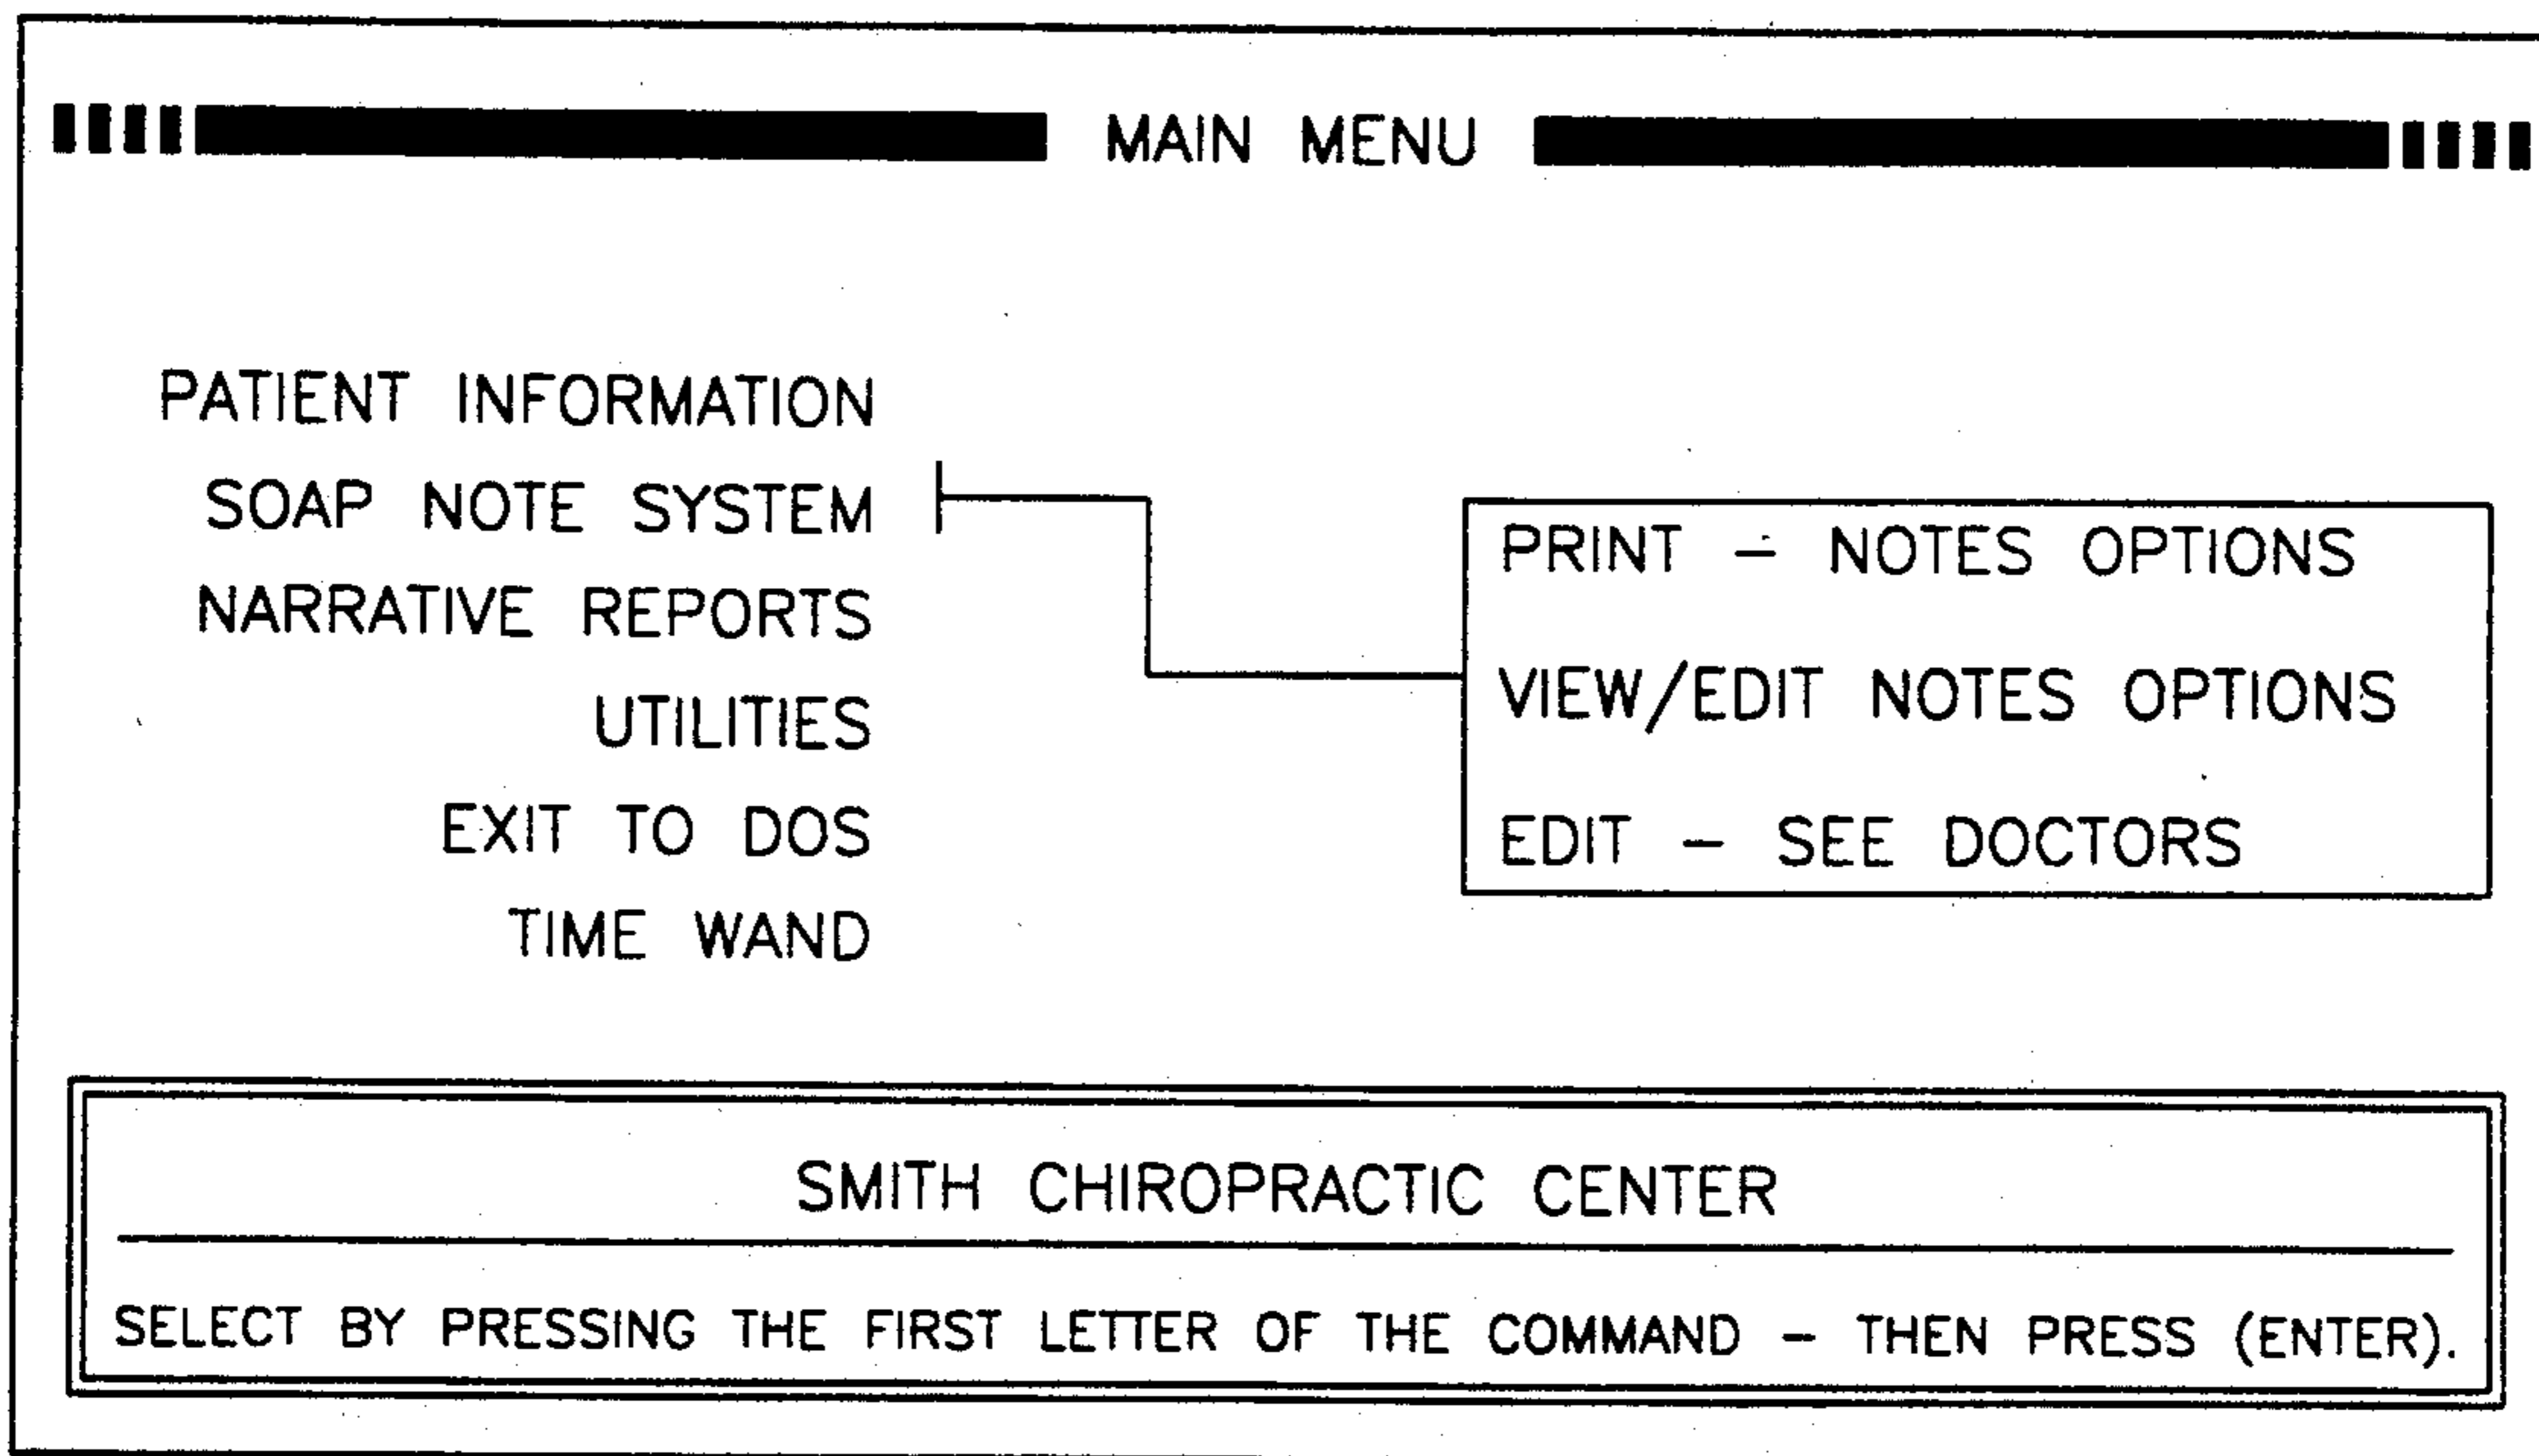 MAIN MENU
PATIENT INFORMATION
SOAP NOTE SYSTEM
NARRATIVE REPORTS
UTILITIES
EXIT TO DOS
TIME WAND
PRINT – NOTES OPTIONS
VIEW/EDIT NOTES OPTIONS
EDIT – SEE DOCTORS
SMITH CHIROPRACTIC CENTER
SELECT BY PRESSING THE FIRST LETTER OF THE COMMAND – THEN PRESS (ENTER).